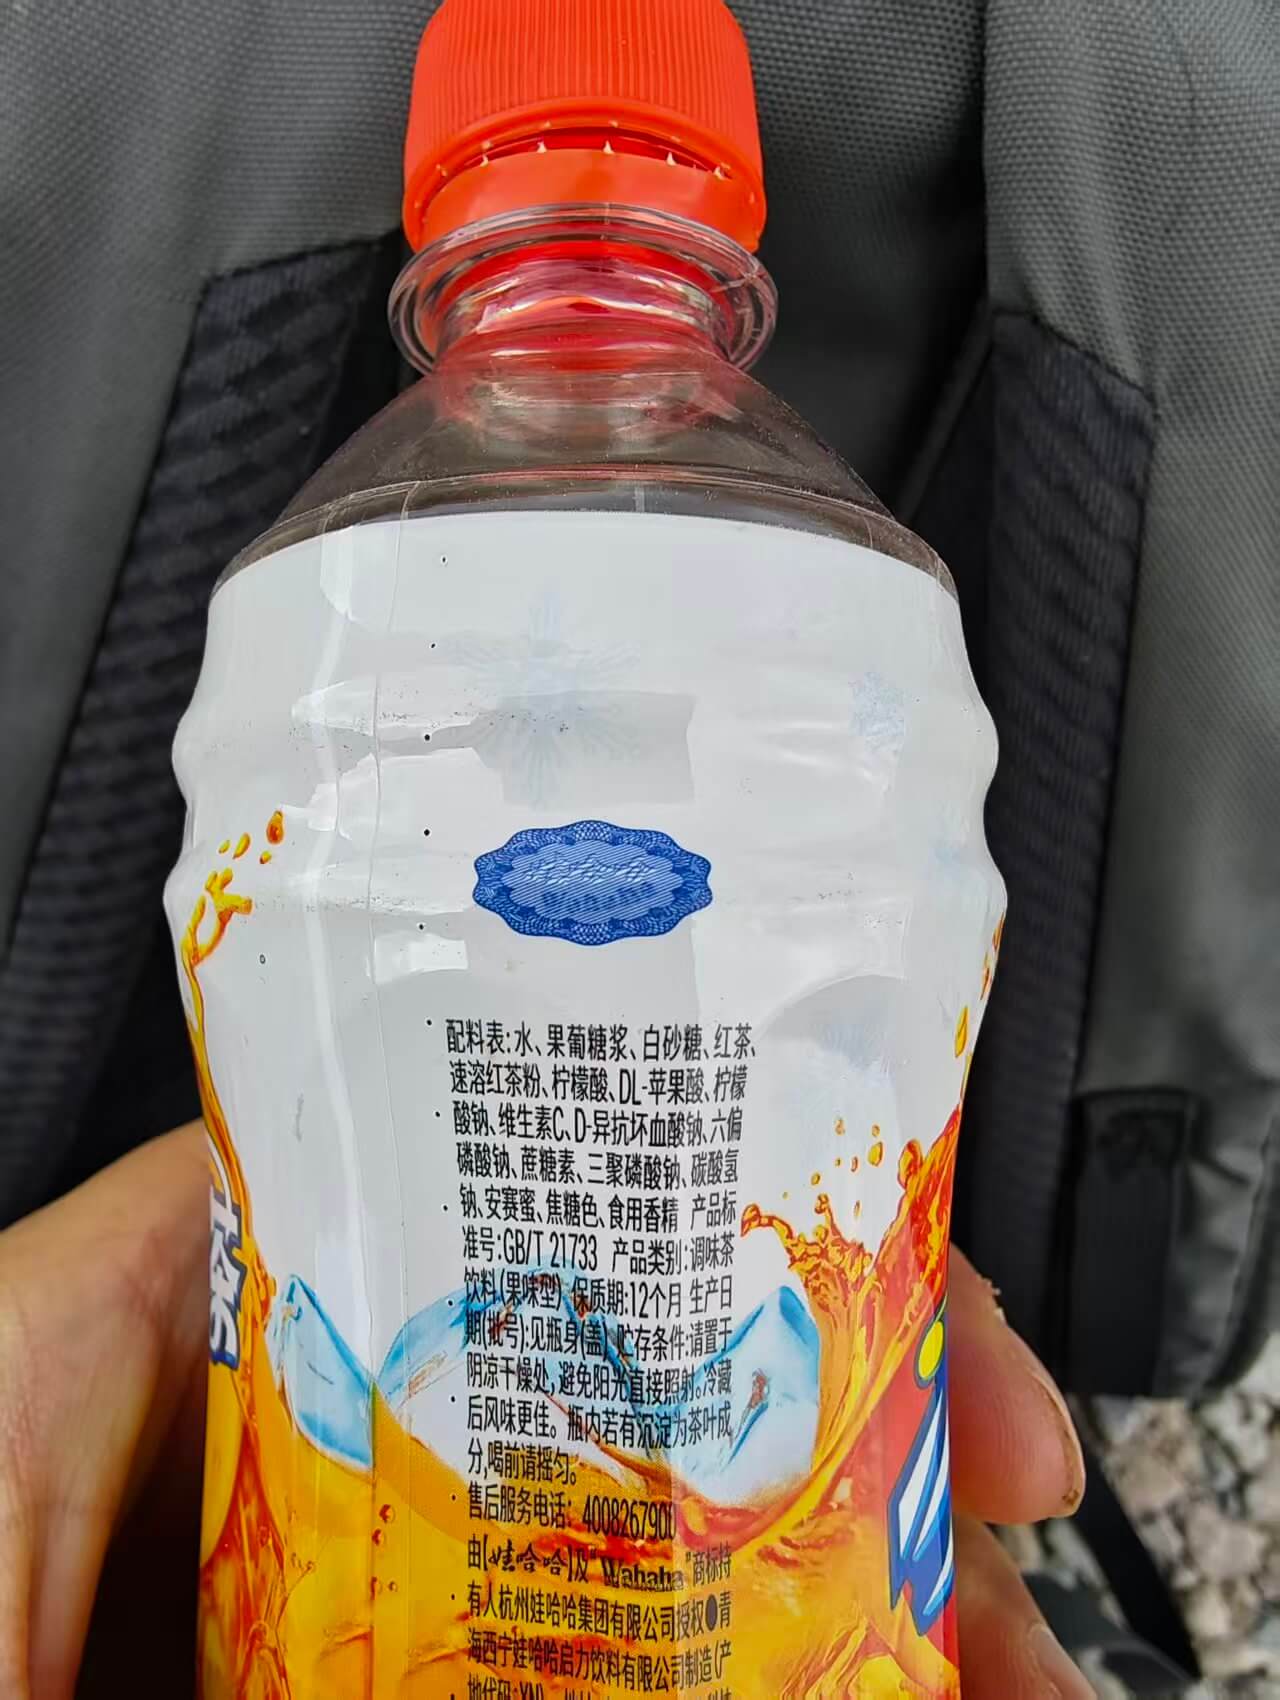 配料表:水、果葡糖浆、白砂糖、红茶、
速溶红茶粉、柠檬酸、DL-苹果酸、柠檬
酸钠、维生素C、D-异抗坏血酸钠、六偏
磷酸钠、蔗糖素、三聚磷酸钠、碳酸氢
钠、安赛蜜、焦糖色、食用香精 产品标
准号:GB/T 21733 产品类别:调味茶
饮料(果味型) 保质期:12个月 生产日
期(批号):见瓶身(盖) 贮存条件:请置于
阴凉干燥处,避免阳光直接照射。冷藏
后风味更佳。瓶内若有沉淀为茶叶成
分,喝前请摇匀。
售后服务电话: 4008267900
由【娃哈哈】及"Wahaha"商标持
有人杭州娃哈哈集团有限公司授权●青
海西宁娃哈哈启力饮料有限公司制造(产
地代码:XN)